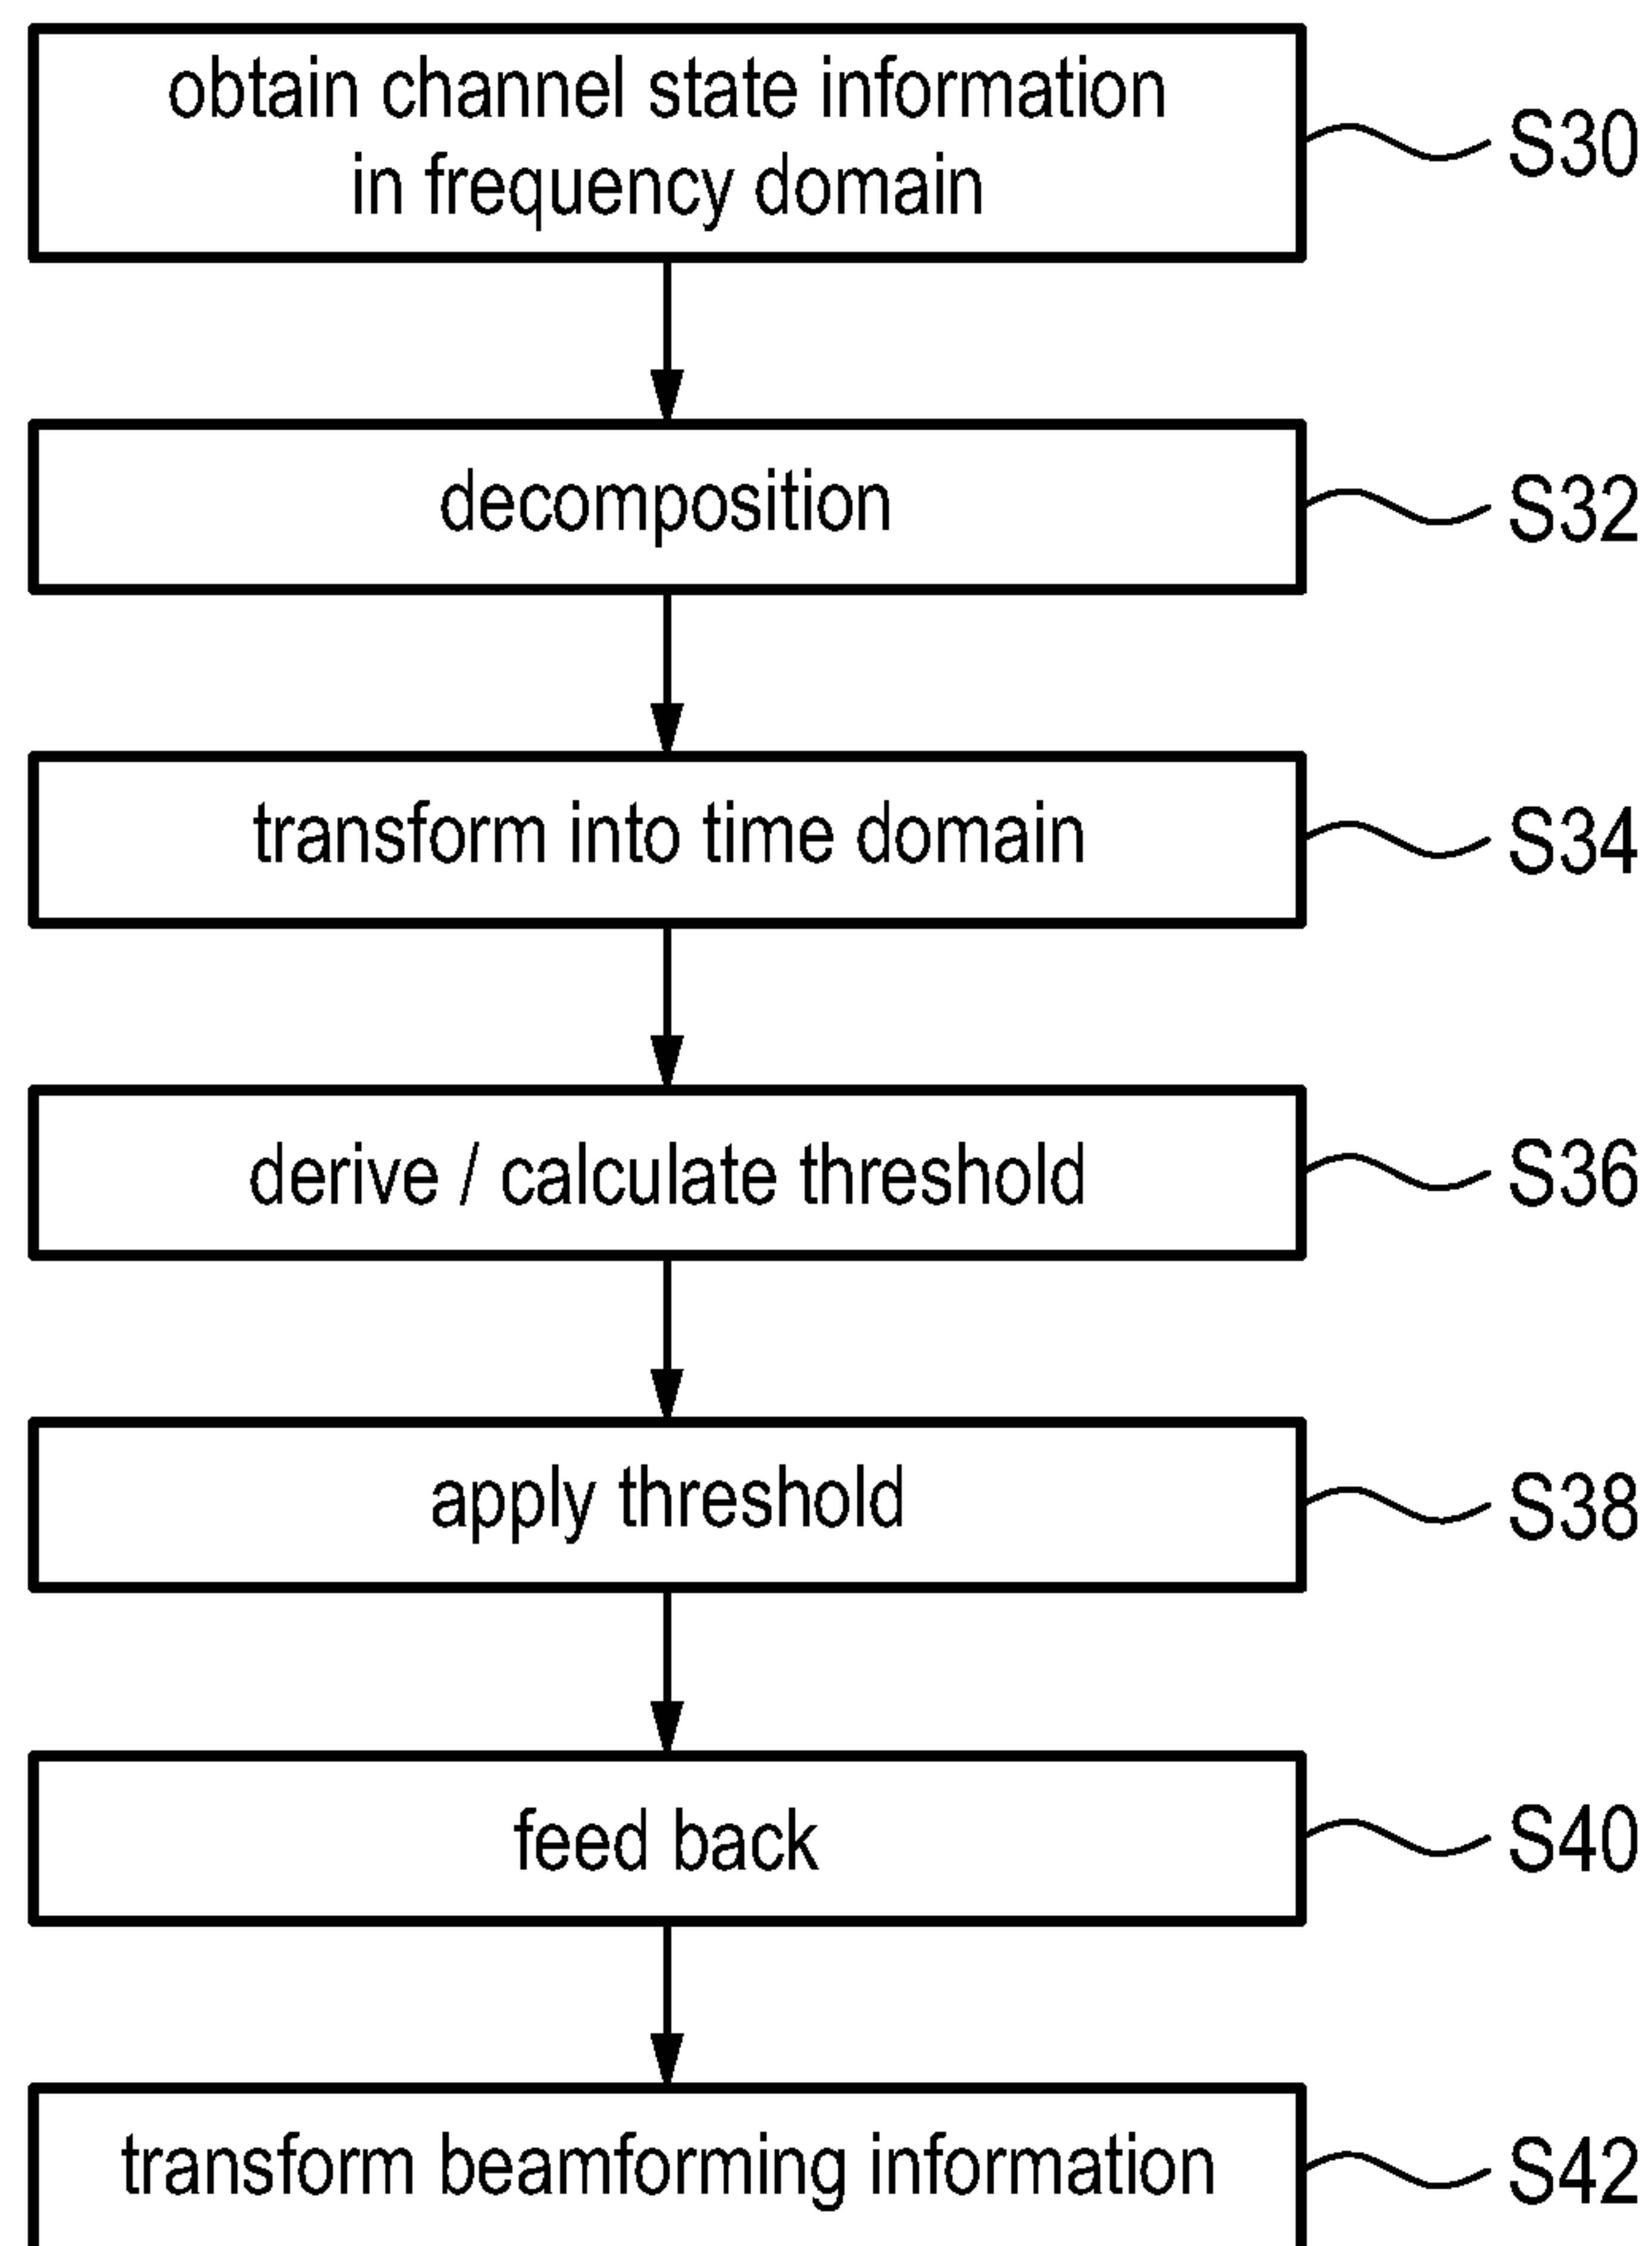 obtain channel state information
in frequency domain
S30
decomposition
S32
transform into time domain
S34
derive / calculate threshold
S36
apply threshold
S38
feed back
S40
transform beamforming information
S42